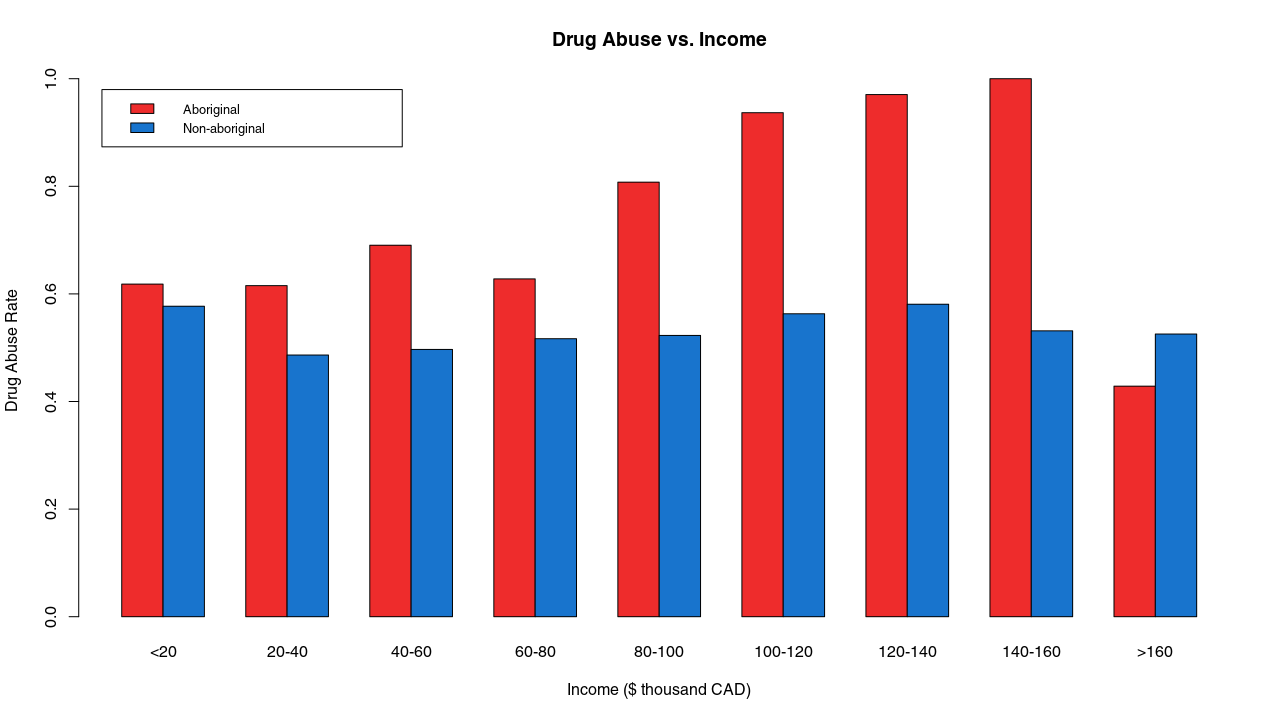 Drug Abuse vs. Income
Aboriginal
Non-aboriginal
Drug Abuse Rate
1.0
0.8
0.6
0.4
0.2
0.0
<20 20-40 40-60 60-80 80-100 100-120 120-140 140-160 >160
Income ($ thousand CAD)